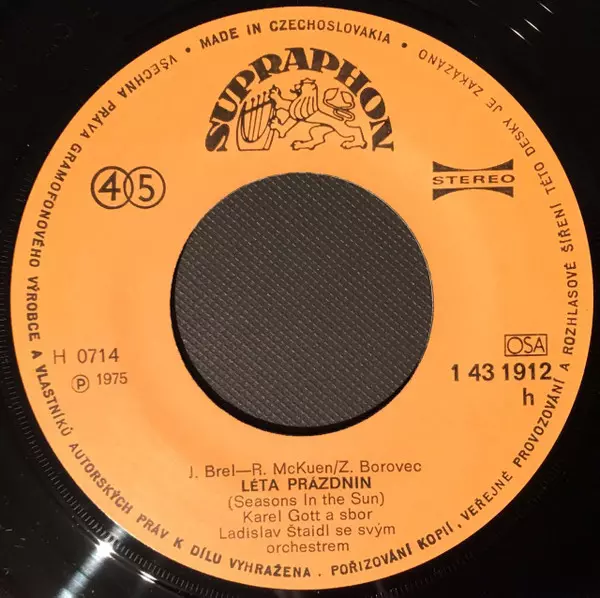 VŠECHNA PRÁVA GRAMOFONOVÉHO VÝROBCE A VLASTNÍKŮ AUTORSKÝCH PRÁV K DÍLU VYHRAŽENA . POŘIZOVÁNÍ KOPIÍ, VEŘEJNÉ PROVOZOVÁNÍ A ROZHLASOVÉ ŠÍŘENÍ TÉTO DESKY JE ZAKÁZÁNO
• MADE IN CZECHOSLOVAKIA •
SUPRAPHON
45
STEREO
H 0714
Ⓟ 1975
OSA
1 43 1912
h
J. Brel—R. McKuen/Z. Borovec
LÉTA PRÁZDNIN
(Seasons In the Sun)
Karel Gott a sbor
Ladislav Štaidl se svým
orchestrem